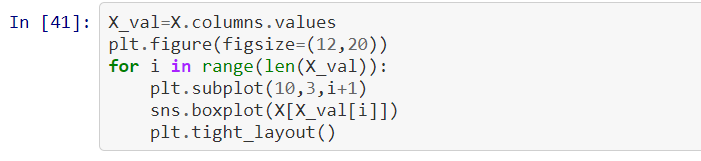 In [41]: X_val=X.columns.values
plt.figure(figsize=(12,20))
for i in range(len(X_val)):
    plt.subplot(10,3,i+1)
    sns.boxplot(X[X_val[i]])
    plt.tight_layout()